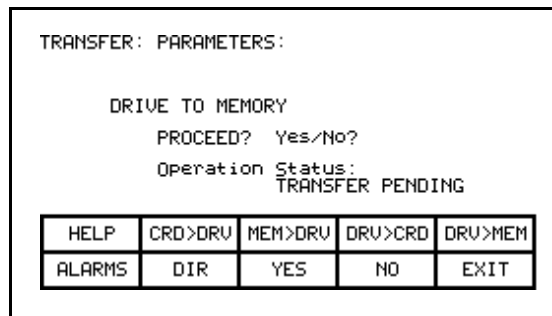 TRANSFER: PARAMETERS:
DRIVE TO MEMORY
PROCEED? Yes/No?
Operation Status:
TRANSFER PENDING
HELP CRD>DRV MEM>DRV DRV>CRD DRV>MEM
ALARMS DIR YES NO EXIT